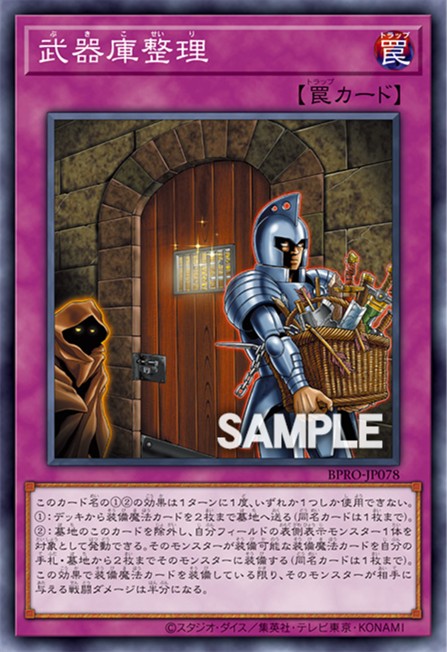 武器庫整理
罠
【罠カード】
SAMPLE
BPRO-JP078
このカード名の①②の効果は1ターンに1度、いずれか1つしか使用できない。
①:デッキから装備魔法カードを2枚まで墓地へ送る(同名カードは1枚まで)。
②:墓地のこのカードを除外し、自分フィールドの表側表示モンスター1体を
対象として発動できる。そのモンスターが装備可能な装備魔法カードを自分の
手札・墓地から2枚までそのモンスターに装備する(同名カードは1枚まで)。
この効果で装備魔法カードを装備している限り、そのモンスターが相手に
与える戦闘ダメージは半分になる。
©スタジオ・ダイス/集英社・テレビ東京・KONAMI